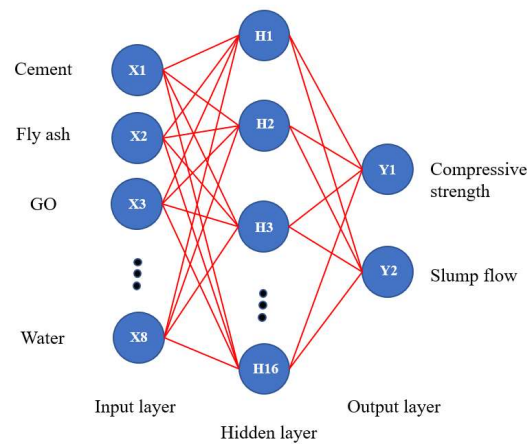 Cement
X1
Fly ash
X2
GO
X3
Water
X8
Input layer
H1
H2
H3
H16
Hidden layer
Y1
Compressive
strength
Y2
Slump flow
Output layer